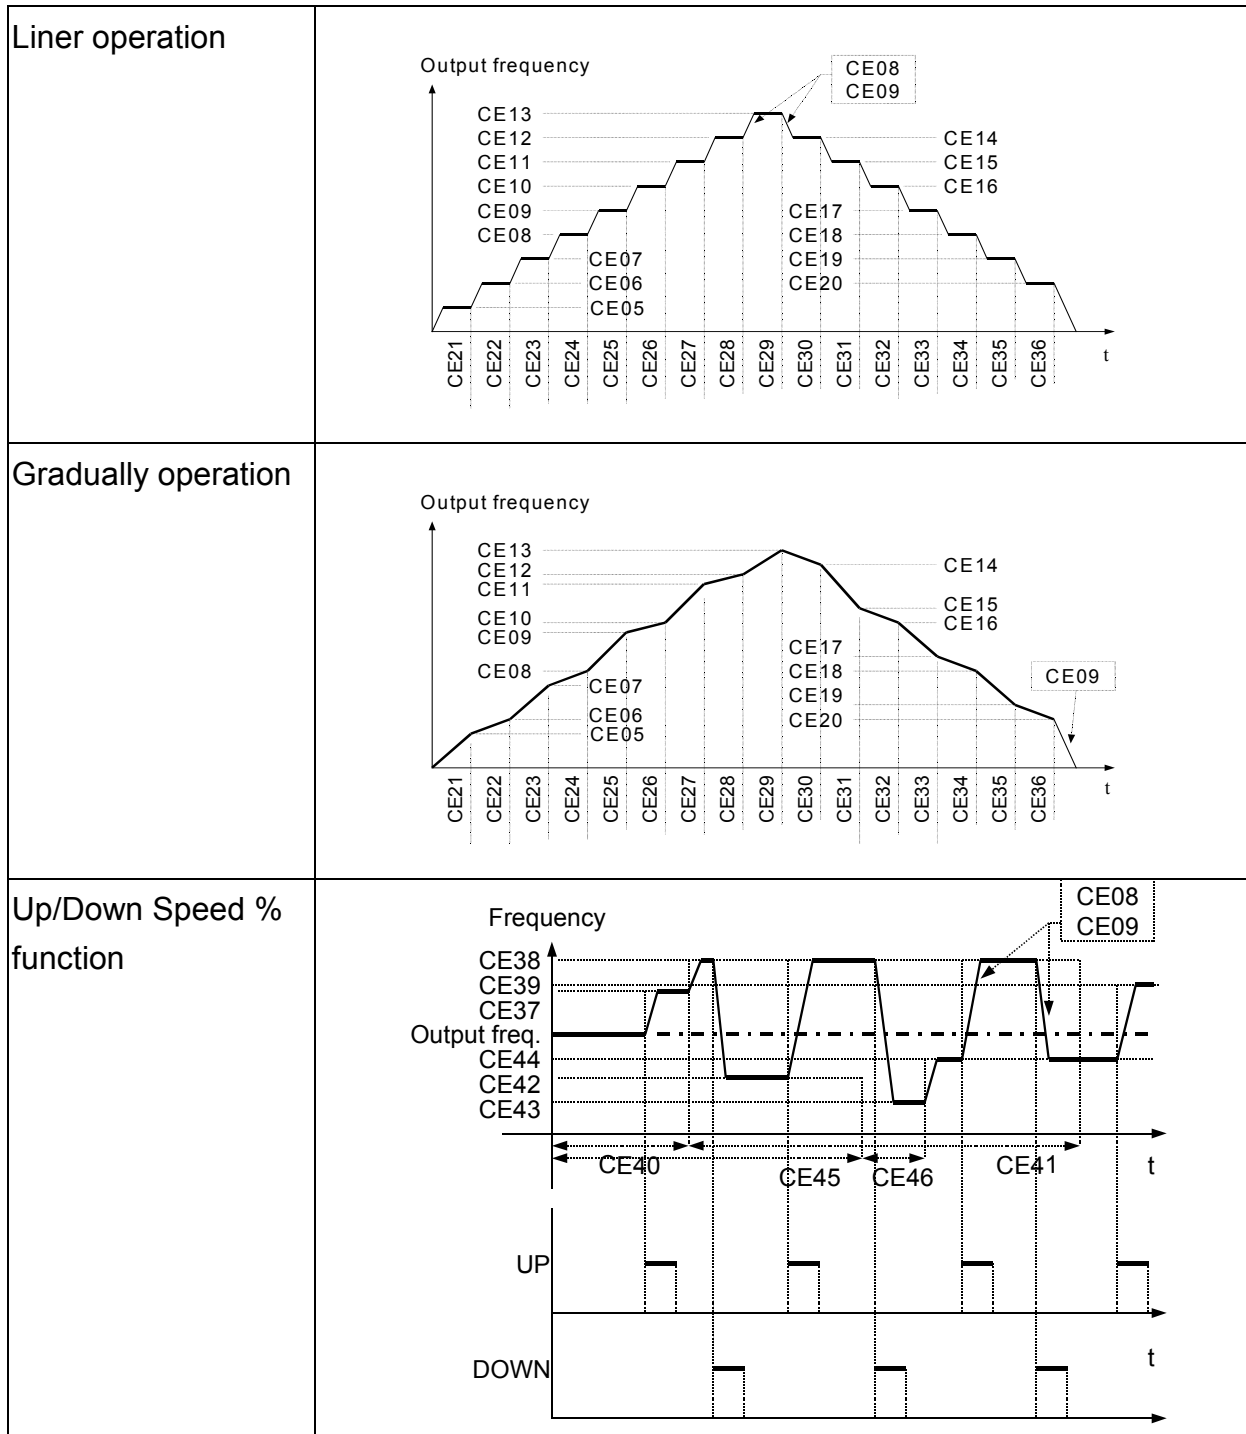 Liner operation
Output frequency
CE08
CE09
CE13
CE12
CE11
CE10
CE09
CE08
CE07
CE06
CE05
CE14
CE15
CE16
CE17
CE18
CE19
CE20
CE21
CE22
CE23
CE24
CE25
CE26
CE27
CE28
CE29
CE30
CE31
CE32
CE33
CE34
CE35
CE36
t
Gradually operation
Output frequency
CE13
CE12
CE11
CE10
CE09
CE08
CE07
CE06
CE05
CE14
CE15
CE16
CE17
CE18
CE19
CE20
CE09
CE21
CE22
CE23
CE24
CE25
CE26
CE27
CE28
CE29
CE30
CE31
CE32
CE33
CE34
CE35
CE36
t
Up/Down Speed %
function
Frequency
CE08
CE09
CE38
CE39
CE37
Output freq.
CE44
CE42
CE43
CE40
CE45
CE46
CE41
t
UP
t
DOWN